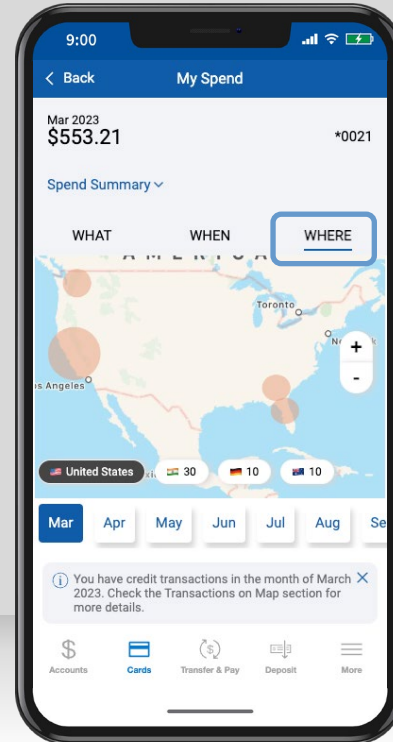 9:00
Back
My Spend
Mar 2023
$553.21
*0021
Spend Summary
WHAT
WHEN
WHERE
Toronto
s Angeles
+
-
United States
30
10
10
Mar
Apr
May
Jun
Jul
Aug
Se
You have credit transactions in the month of March
2023. Check the Transactions on Map section for
more details.
Accounts
Cards
Transfer & Pay
Deposit
More